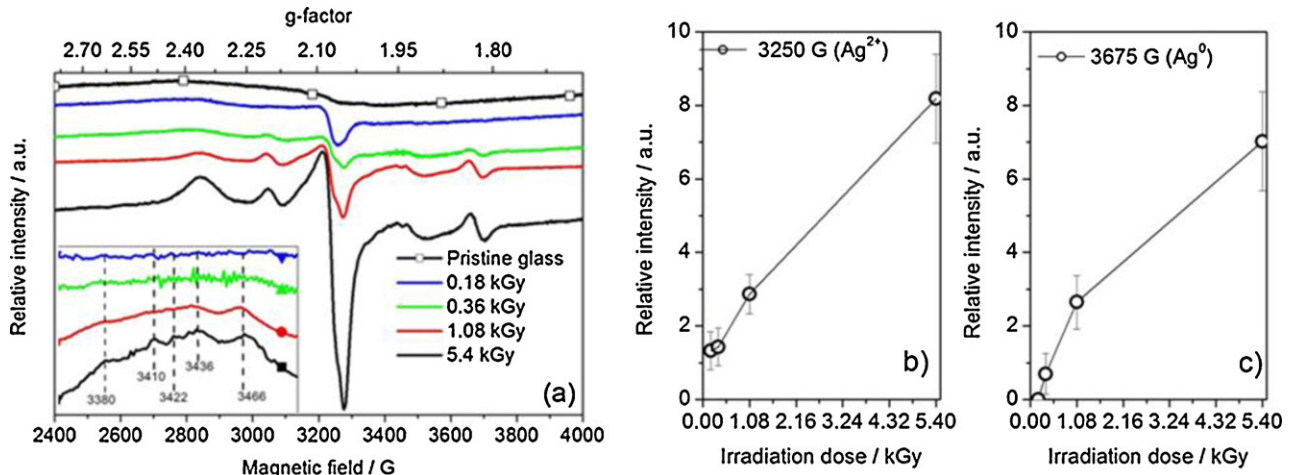 g-factor
2.70 2.55 2.40 2.25 2.10 1.95 1.80
Relative intensity / a.u.
Pristine glass
0.18 kGy
0.36 kGy
1.08 kGy
5.4 kGy
3380
3410
3422
3436
3466
(a)
2400 2600 2800 3000 3200 3400 3600 3800 4000
Magnetic field / G
10
8
6
4
2
0
Relative intensity / a.u.
3250 G (Ag²⁺)
b)
0.00 1.08 2.16 3.24 4.32 5.40
Irradiation dose / kGy
10
8
6
4
2
0
Relative intensity / a.u.
3675 G (Ag⁰)
c)
0.00 1.08 2.16 3.24 4.32 5.40
Irradiation dose / kGy